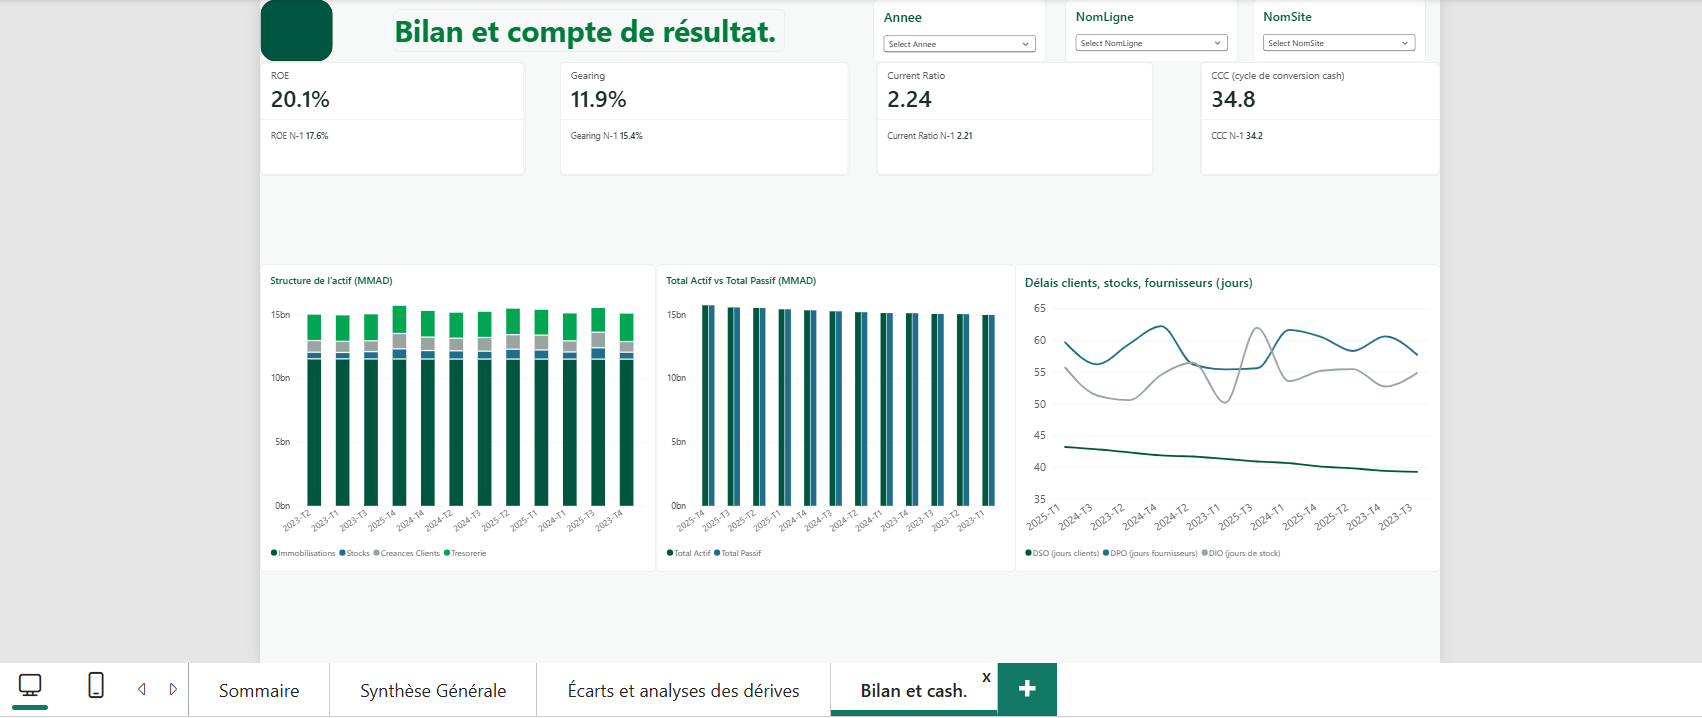 Bilan et compte de résultat.
Annee
Select Annee
NomLigne
Select NomLigne
NomSite
Select NomSite
ROE
20.1%
ROE N-1 17.6%
Gearing
11.9%
Gearing N-1 15.4%
Current Ratio
2.24
Current Ratio N-1 2.21
CCC (cycle de conversion cash)
34.8
CCC N-1 34.2
Structure de l'actif (MMAD)
15bn
10bn
5bn
0bn
2023-T2 2023-T1 2023-T3 2025-T4 2024-T4 2024-T2 2024-T3 2025-T2 2025-T1 2024-T1 2025-T3 2023-T4
Immobilisations Stocks Creances Clients Tresorerie
Total Actif vs Total Passif (MMAD)
15bn
10bn
5bn
0bn
2025-T4 2025-T3 2025-T2 2025-T1 2024-T4 2024-T3 2024-T2 2024-T1 2023-T4 2023-T3 2023-T2 2023-T1
Total Actif Total Passif
Délais clients, stocks, fournisseurs (jours)
65
60
55
50
45
40
35
2025-T1 2024-T3 2023-T2 2024-T4 2024-T2 2023-T1 2025-T3 2024-T1 2025-T4 2025-T2 2023-T4 2023-T3
DSO (jours clients) DPO (jours fournisseurs) DIO (jours de stock)
Sommaire
Synthèse Générale
Écarts et analyses des dérives
Bilan et cash.
x
+